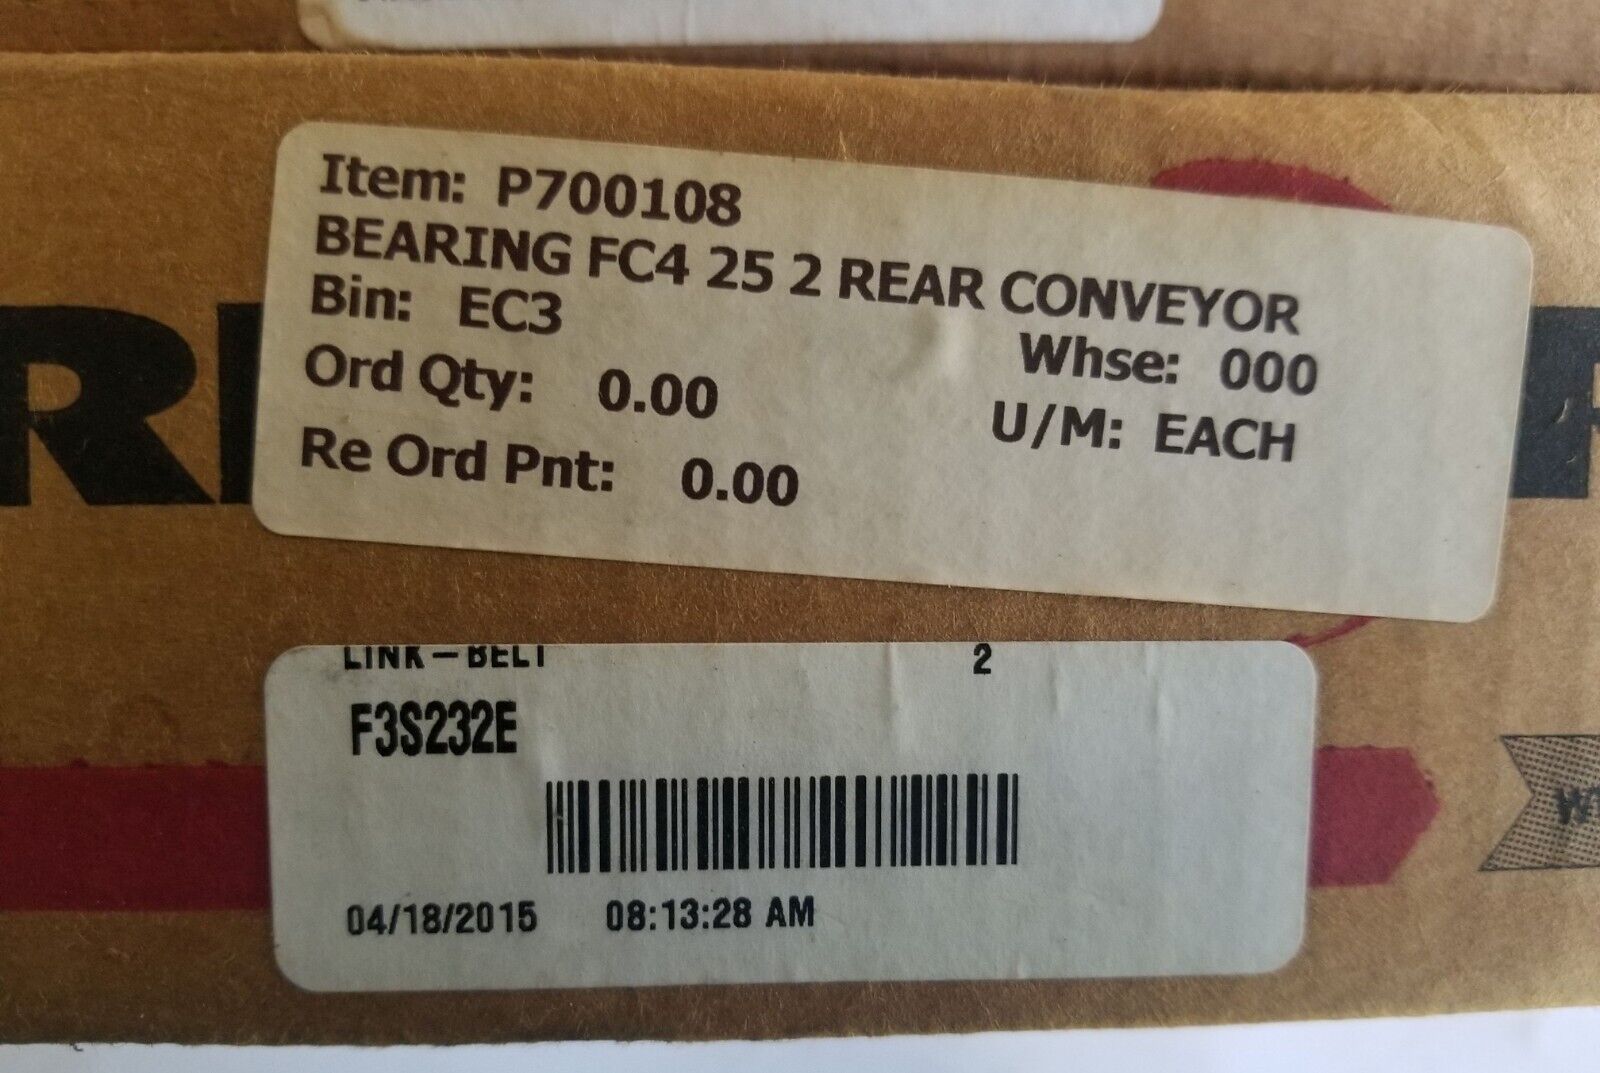 Item: P700108
BEARING FC4 25 2 REAR CONVEYOR
Bin: EC3
Whse: 000
Ord Qty: 0.00
U/M: EACH
Re Ord Pnt: 0.00
LINK-BELT 2
F3S232E
04/18/2015 08:13:28 AM